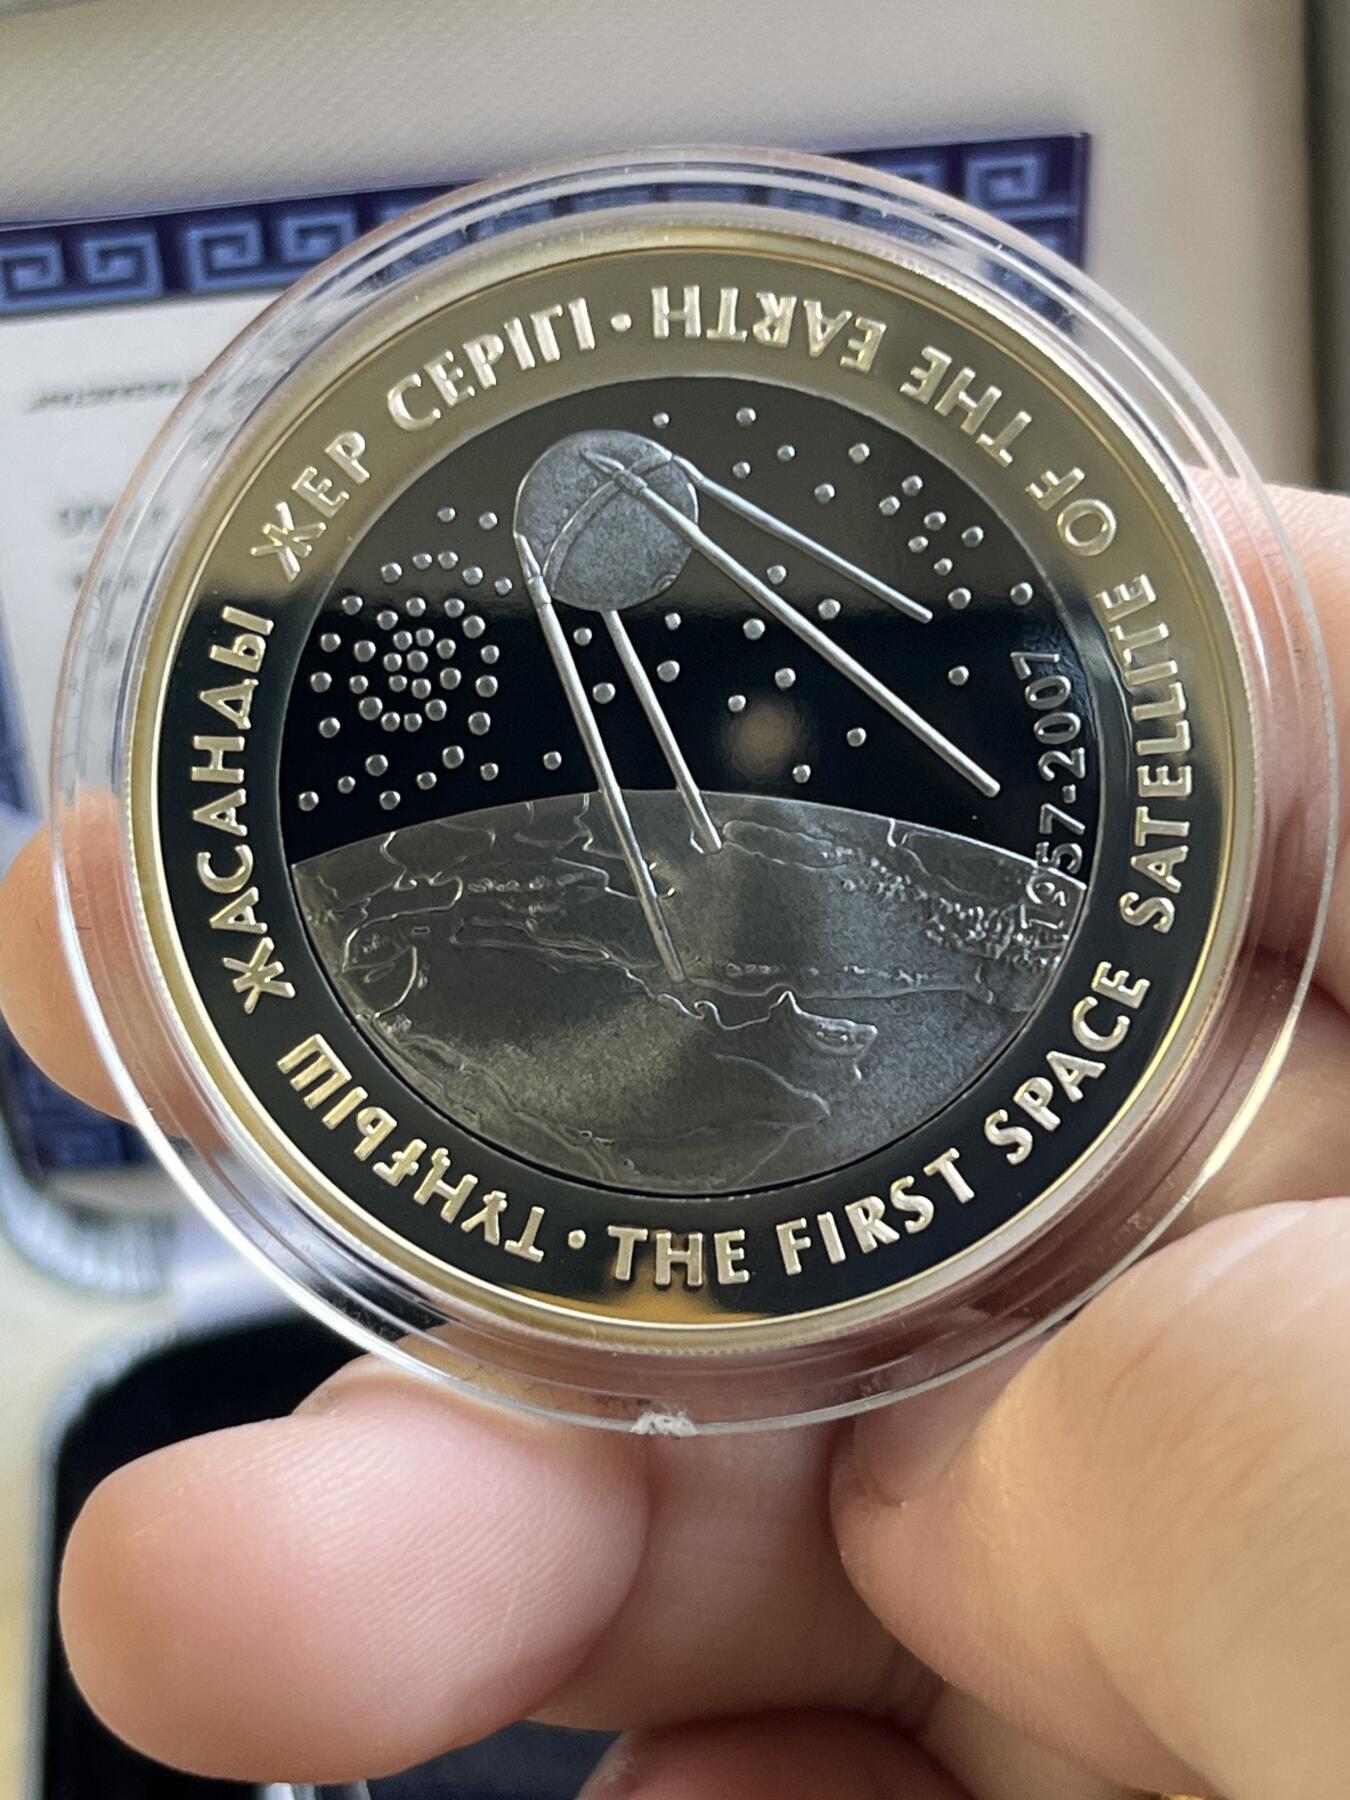 ТҰҢҒЫШ ЖАСАНДЫ ЖЕР СЕРІГІ •
THE FIRST SPACE SATELLITE OF THE EARTH •
1957-2007